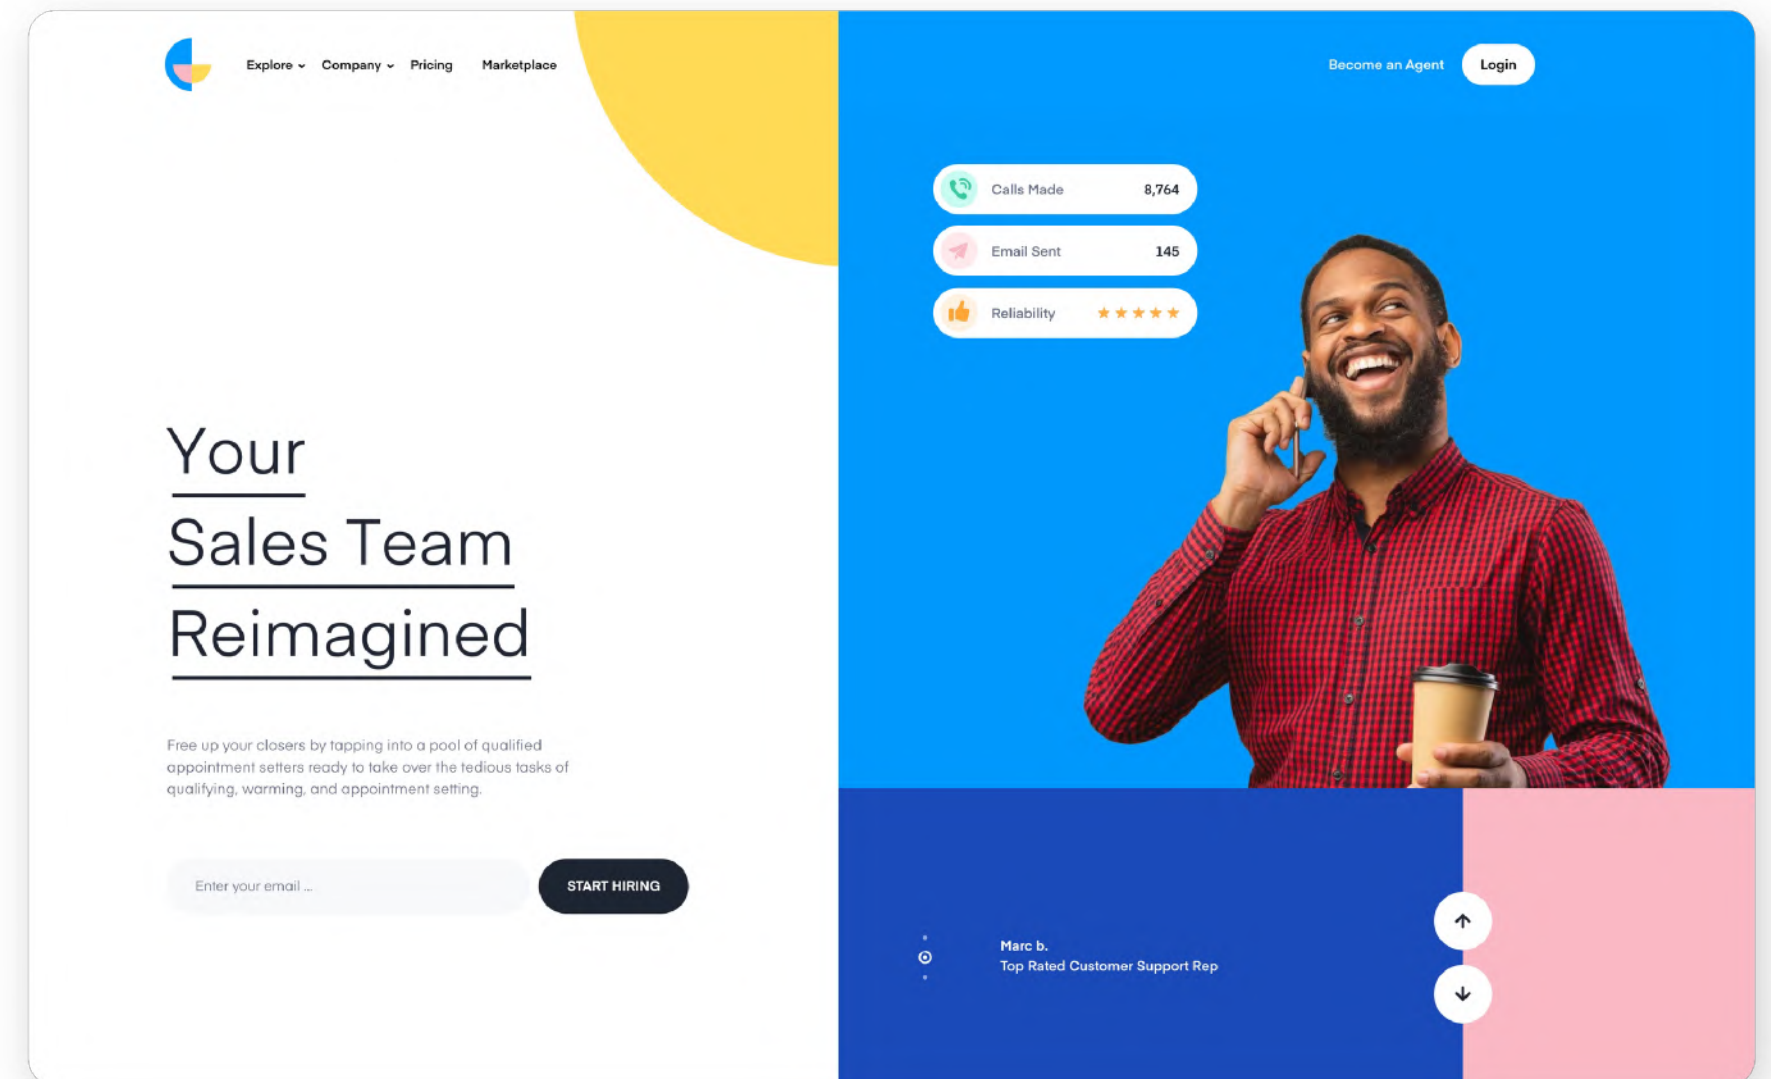 Explore
Company
Pricing
Marketplace
Become an Agent
Login
Calls Made 8,764
Email Sent 145
Reliability
Your
Sales Team
Reimagined
Free up your closers by tapping into a pool of qualified
appointment setters ready to take over the tedious tasks of
qualifying, warming, and appointment setting.
Enter your email ...
START HIRING
Marc b.
Top Rated Customer Support Rep